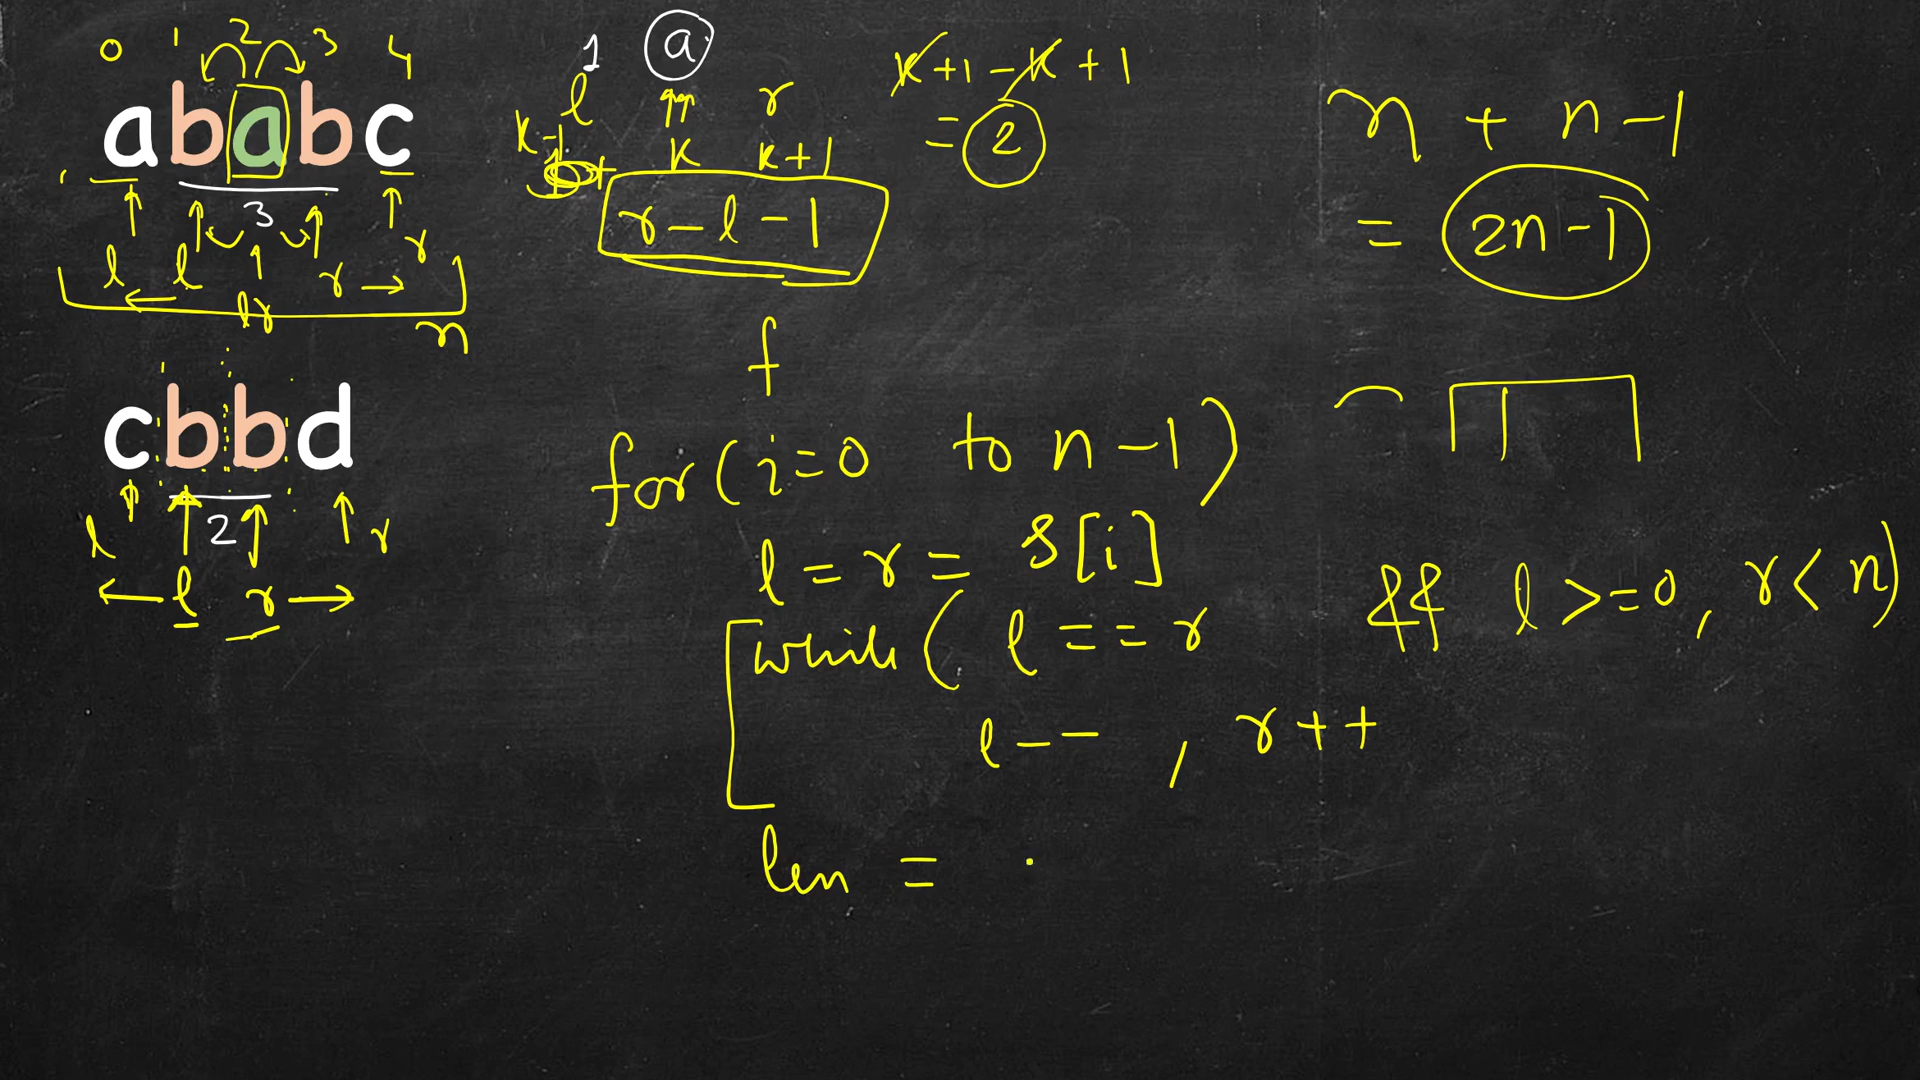 0 1 2 3 4
ababc
3
l l r r
lr
n
cbbd
2
l r
l r
1 a
l r
k-1 k k+1
r-l-1
k+1-k+1
= 2
n + n-1
= 2n-1
f
for(i=0 to n-1)
l = r = s[i]
while( l == r && l >= 0, r < n)
l-- , r++
len = .